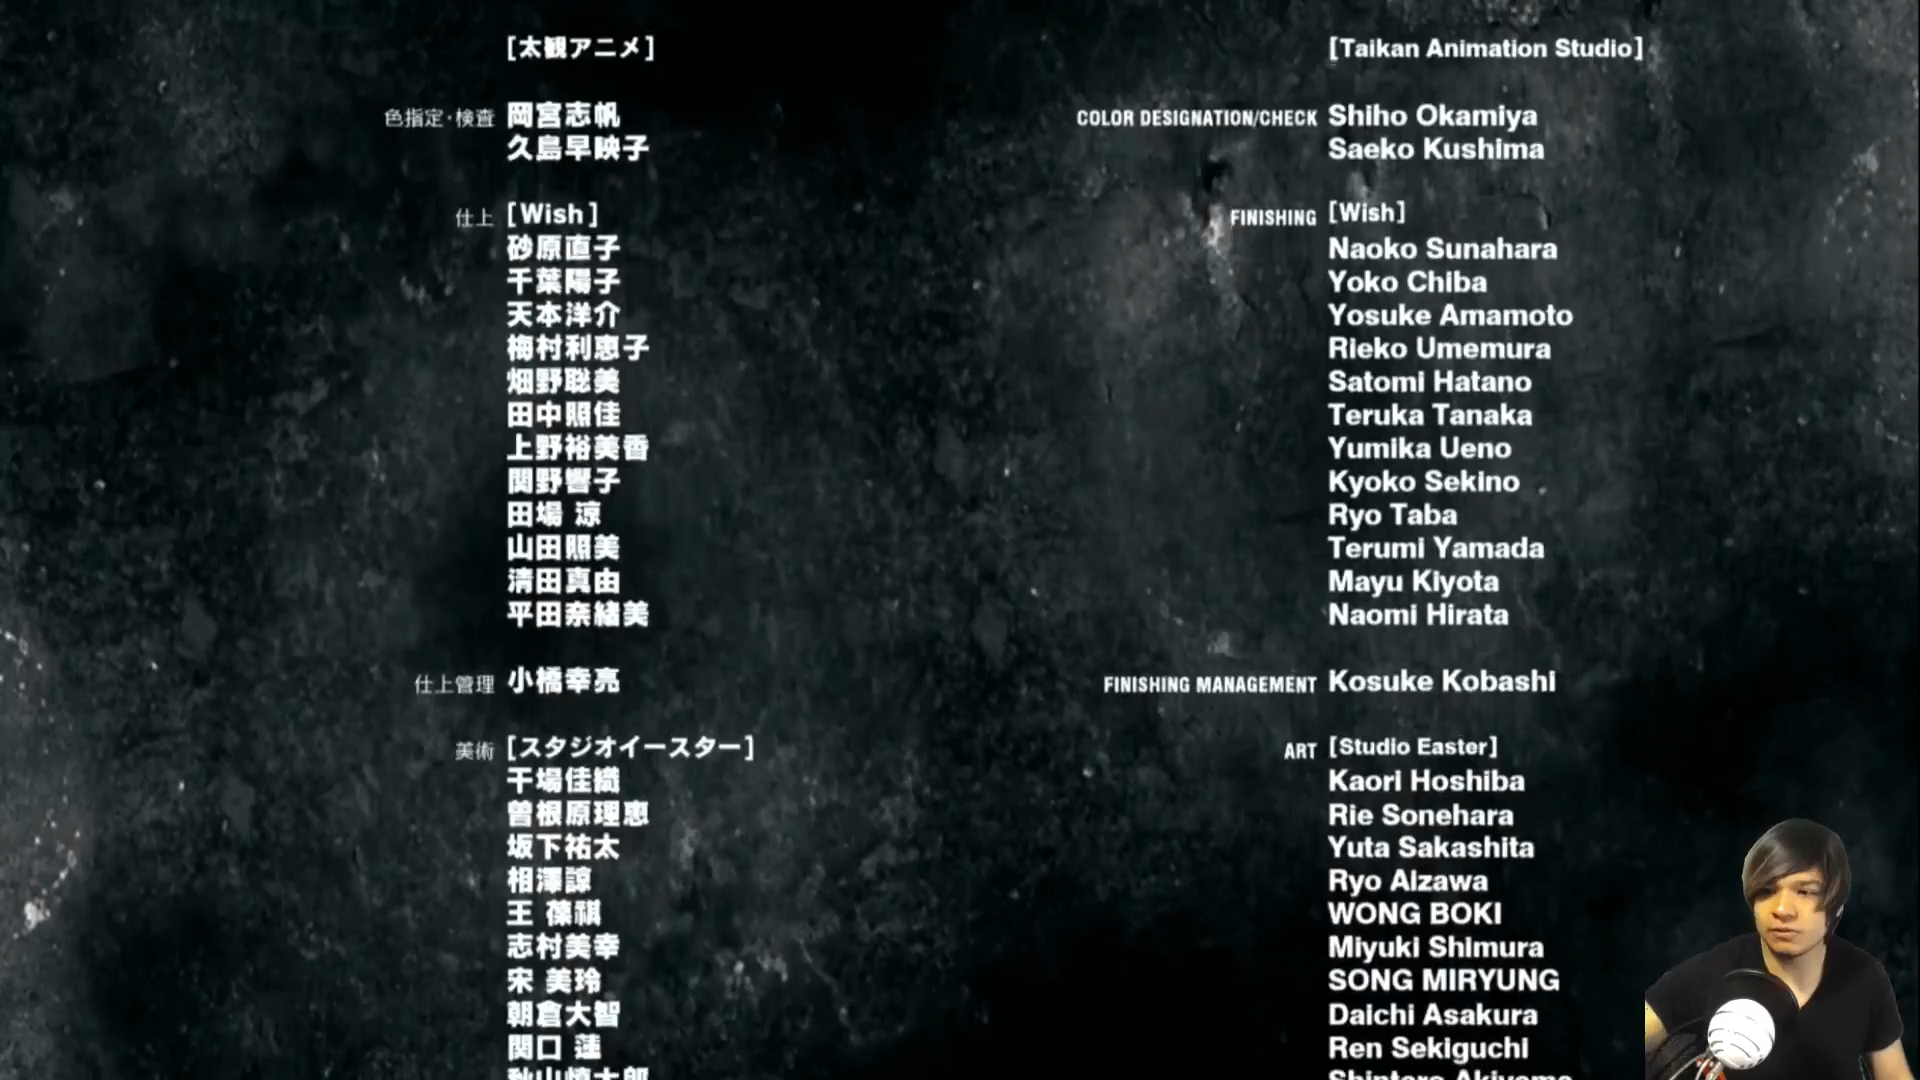 [太観アニメ]
色指定・検査 岡宮志帆
久島早映子
仕上 [Wish]
砂原直子
千葉陽子
天本洋介
梅村利恵子
畑野聡美
田中照佳
上野裕美香
関野響子
田場 涼
山田照美
清田真由
平田奈緒美
仕上管理 小橋幸亮
美術 [スタジオイースター]
干場佳織
曽根原理恵
坂下祐太
相澤諒
王 葆祺
志村美幸
宋 美玲
朝倉大智
関口 蓮
[Taikan Animation Studio]
COLOR DESIGNATION/CHECK Shiho Okamiya
Saeko Kushima
FINISHING [Wish]
Naoko Sunahara
Yoko Chiba
Yosuke Amamoto
Rieko Umemura
Satomi Hatano
Teruka Tanaka
Yumika Ueno
Kyoko Sekino
Ryo Taba
Terumi Yamada
Mayu Kiyota
Naomi Hirata
FINISHING MANAGEMENT Kosuke Kobashi
ART [Studio Easter]
Kaori Hoshiba
Rie Sonehara
Yuta Sakashita
Ryo Aizawa
WONG BOKI
Miyuki Shimura
SONG MIRYUNG
Daichi Asakura
Ren Sekiguchi
Shintaro Akiyama